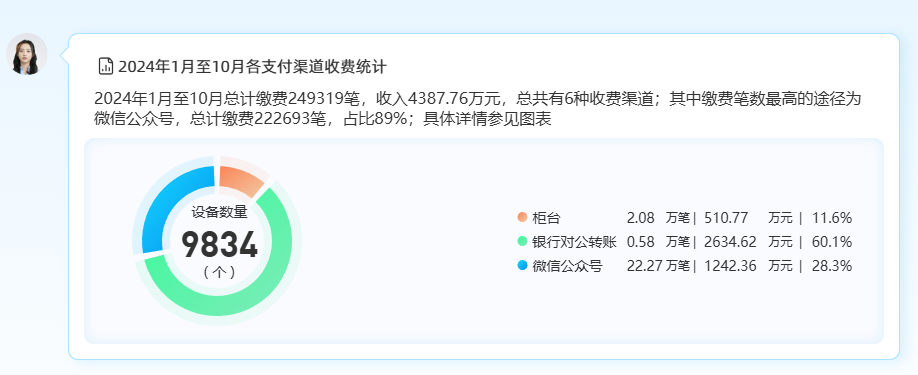 2024年1月至10月各支付渠道收费统计
2024年1月至10月总计缴费249319笔，收入4387.76万元，总共有6种收费渠道；其中缴费笔数最高的途径为
微信公众号，总计缴费222693笔，占比89%；具体详情参见图表
设备数量
9834
（个）
柜台 2.08 万笔 | 510.77 万元 | 11.6%
银行对公转账 0.58 万笔 | 2634.62 万元 | 60.1%
微信公众号 22.27 万笔 | 1242.36 万元 | 28.3%